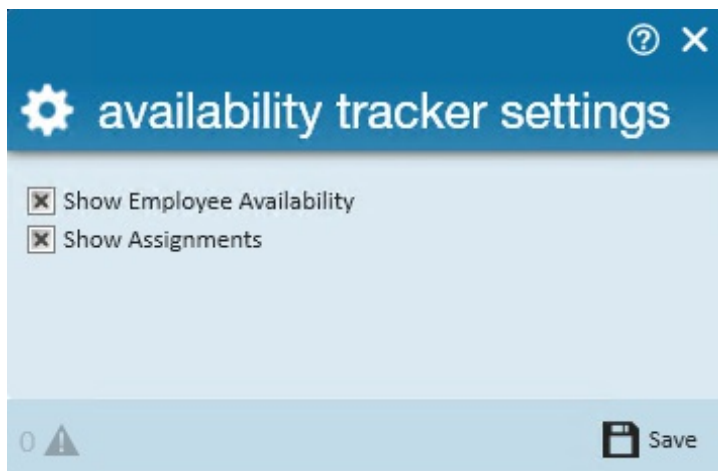 availability tracker settings
Show Employee Availability
Show Assignments
0
Save